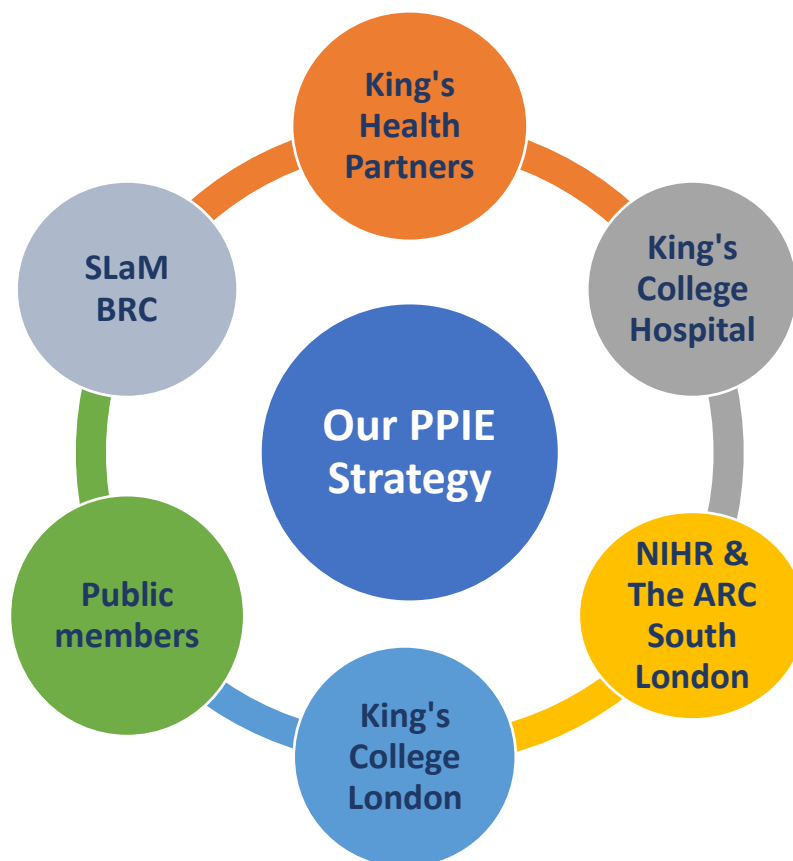 King's
Health
Partners
King's
College
Hospital
NIHR &
The ARC
South
London
King's
College
London
Public
members
SLaM
BRC
Our PPIE
Strategy